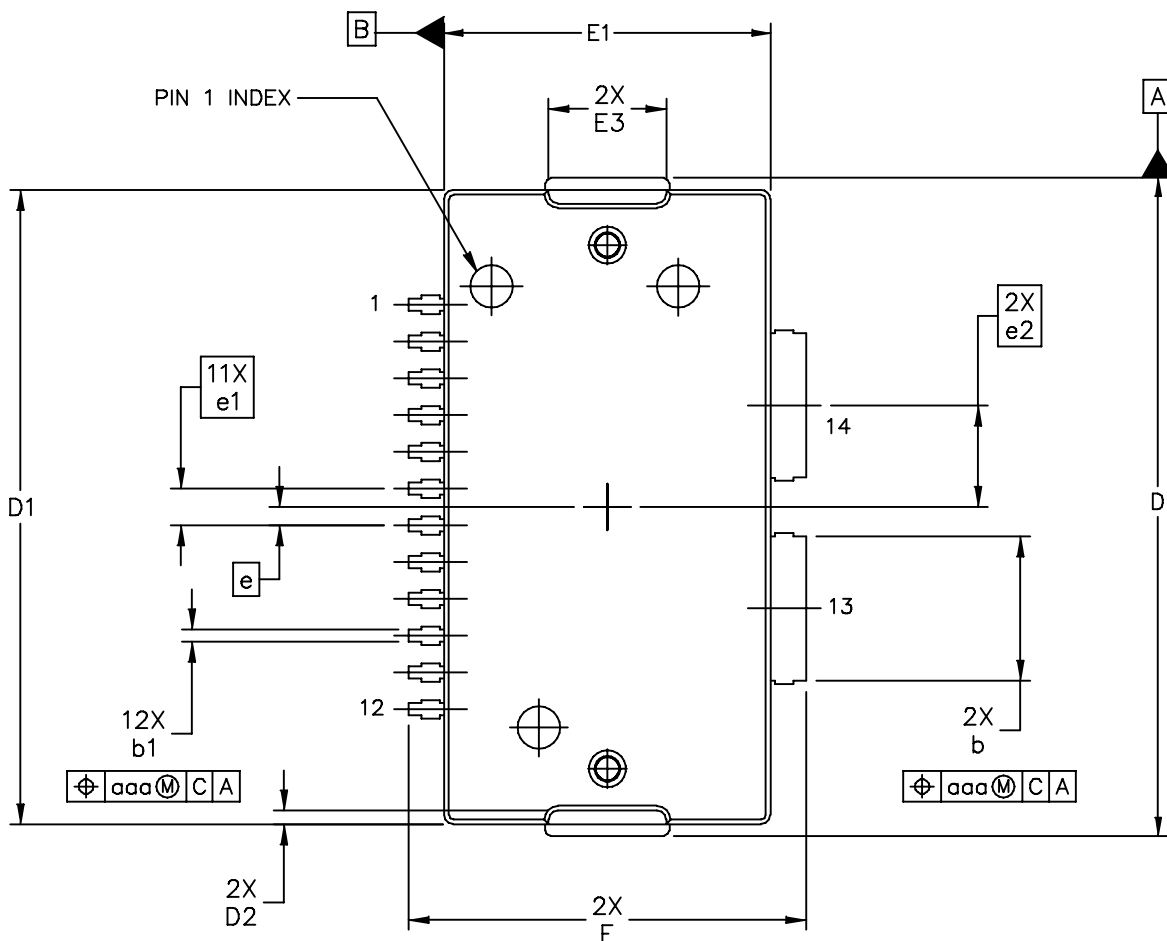 B
E1
PIN 1 INDEX
2X
E3
A
1
2X
e2
11X
e1
14
D1
D
e
13
12
12X
b1
2X
b
aaa Ⓜ C A
aaa Ⓜ C A
2X
D2
2X
F